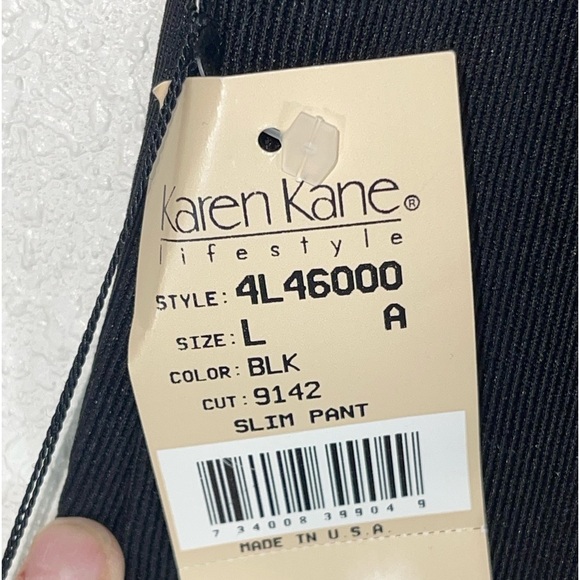 Karen Kane®
lifestyle
STYLE: 4L46000
SIZE: L A
COLOR: BLK
CUT: 9142
SLIM PANT
7 34008 39904 9
MADE IN U.S.A.